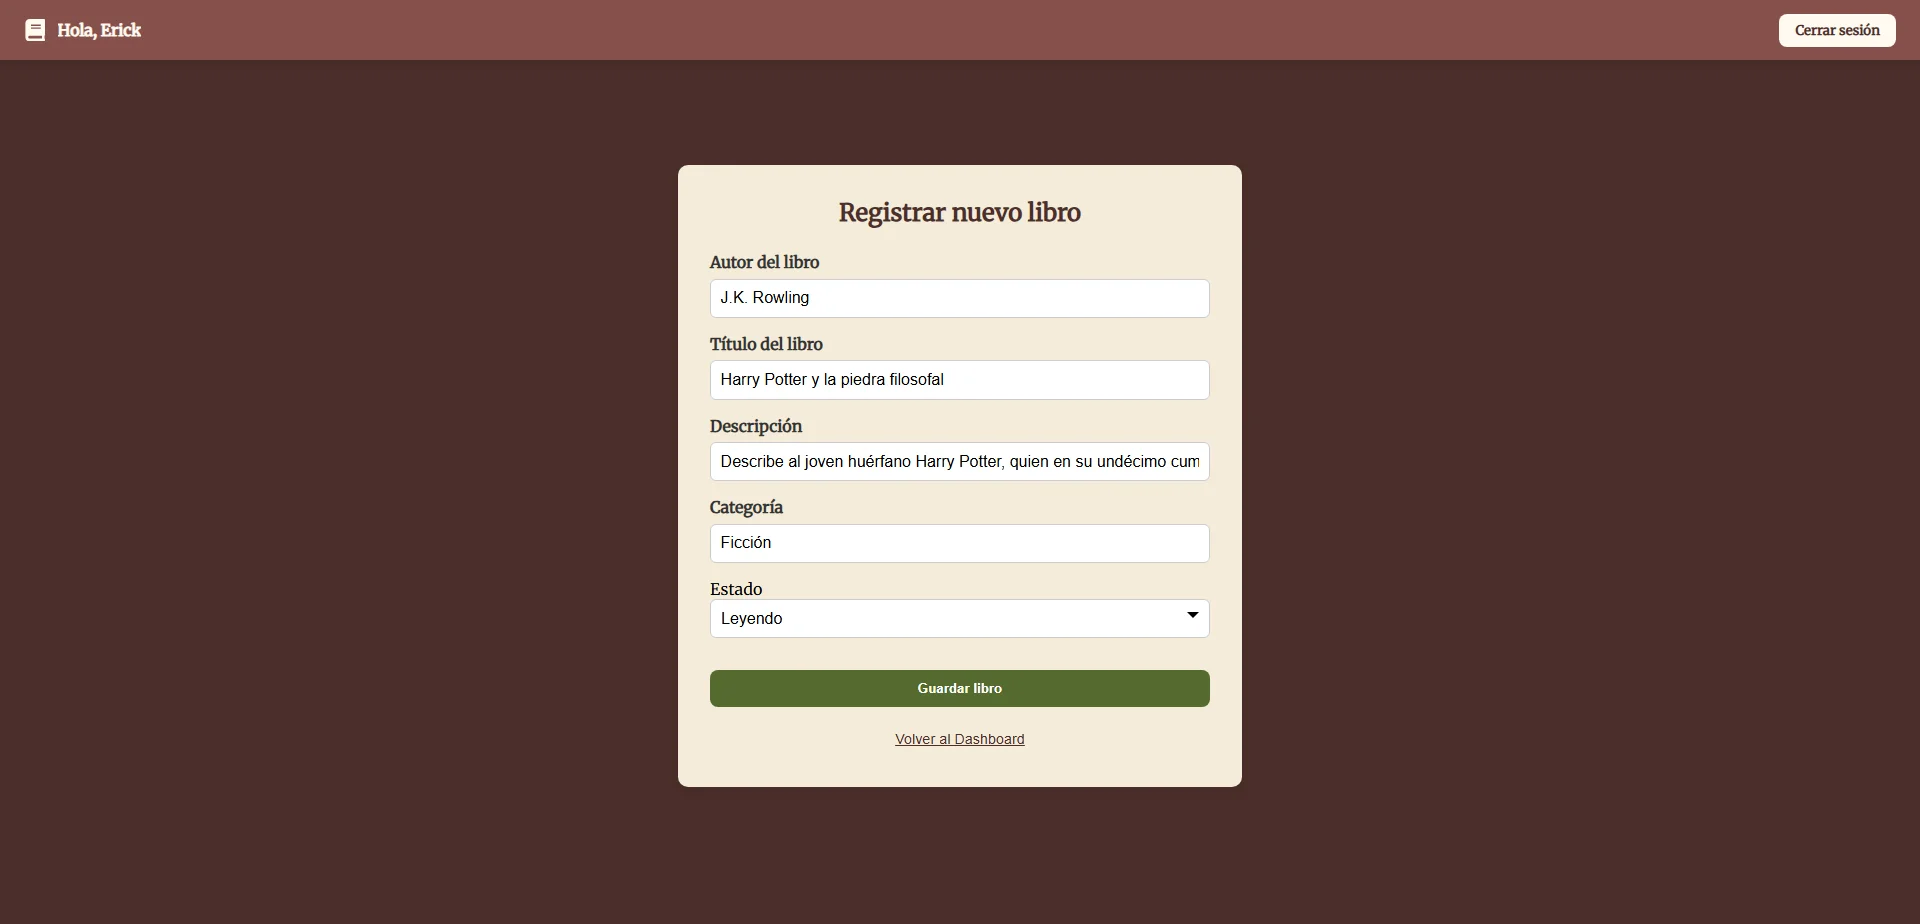 Hola, Erick
Cerrar sesión
Registrar nuevo libro
Autor del libro
J.K. Rowling
Título del libro
Harry Potter y la piedra filosofal
Descripción
Describe al joven huérfano Harry Potter, quien en su undécimo cum
Categoría
Ficción
Estado
Leyendo
Guardar libro
Volver al Dashboard